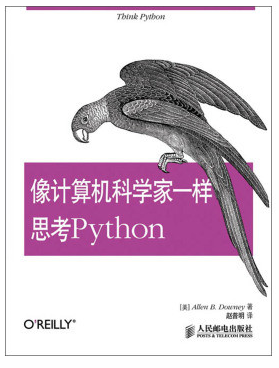 Think Python
像计算机科学家一样
思考Python
[美] Allen B. Downey 著
赵普明 译
O'REILLY®
人民邮电出版社
POSTS & TELECOM PRESS